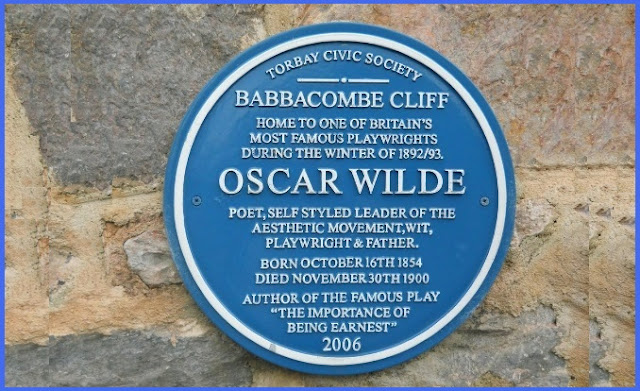 TORBAY CIVIC SOCIETY
BABBACOMBE CLIFF
HOME TO ONE OF BRITAIN'S
MOST FAMOUS PLAYWRIGHTS
DURING THE WINTER OF 1892/93.
OSCAR WILDE
POET, SELF STYLED LEADER OF THE
AESTHETIC MOVEMENT, WIT,
PLAYWRIGHT & FATHER.
BORN OCTOBER 16TH 1854
DIED NOVEMBER 30TH 1900
AUTHOR OF THE FAMOUS PLAY
"THE IMPORTANCE OF
BEING EARNEST"
2006